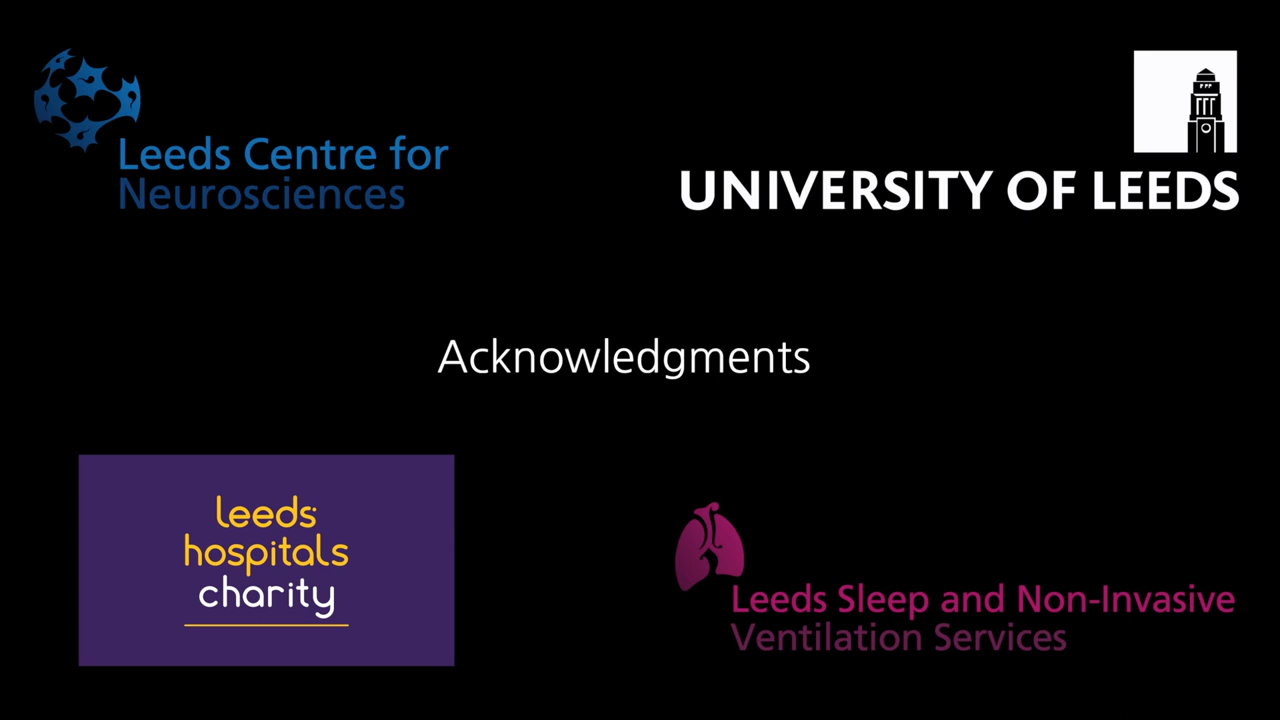 Leeds Centre for
Neurosciences
UNIVERSITY OF LEEDS
Acknowledgments
leeds
hospitals
charity
Leeds Sleep and Non-Invasive
Ventilation Services